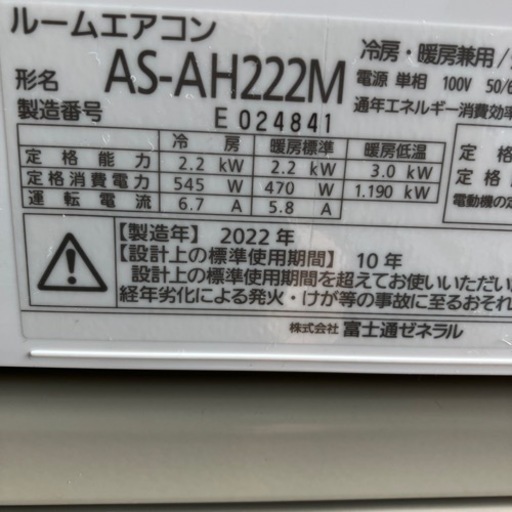 ルームエアコン
形名 AS-AH222M
製造番号 E 024841
冷房・暖房兼用/
電源 単相 100V 50/6
通年エネルギー消費効率
冷 房 暖房標準 暖房低温
定格能力 2.2 kW 2.2 kW 3.0 kW
定格消費電力 545 W 470 W 1.190 kW
運転電流 6.7 A 5.8 A
定 格
定 格
電動機の定
【製造年】 2022 年
【設計上の標準使用期間】 10 年
設計上の標準使用期間を超えてお使いいただい
経年劣化による発火・けが等の事故に至るおそれ
株式会社 富士通ゼネラル